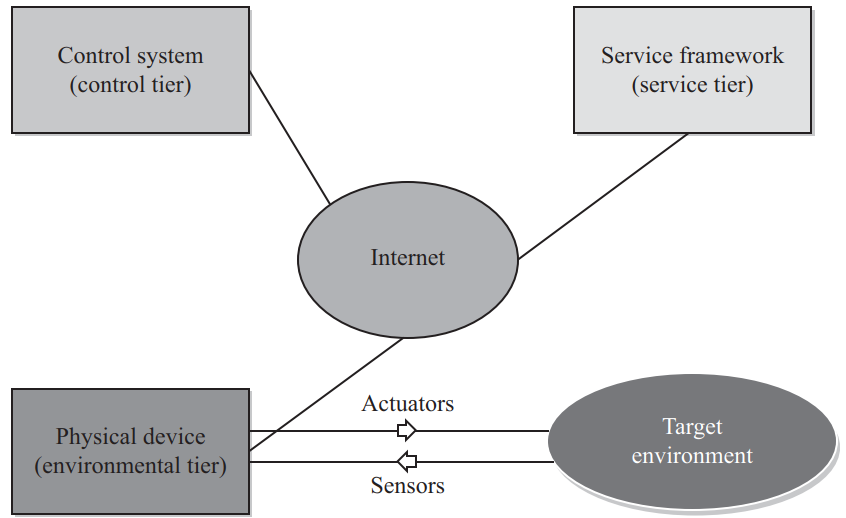 Control system
(control tier)
Service framework
(service tier)
Internet
Actuators
Physical device
(environmental tier)
Target
environment
Sensors